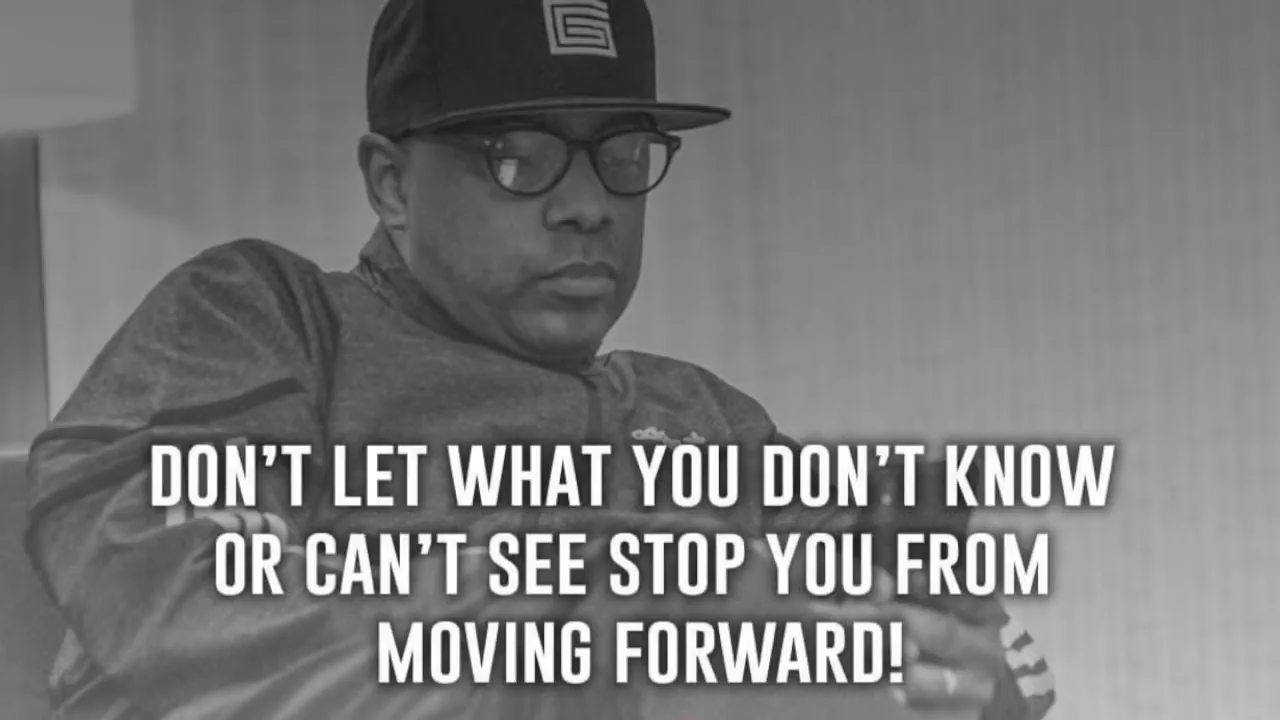 DON'T LET WHAT YOU DON'T KNOW
OR CAN'T SEE STOP YOU FROM
MOVING FORWARD!